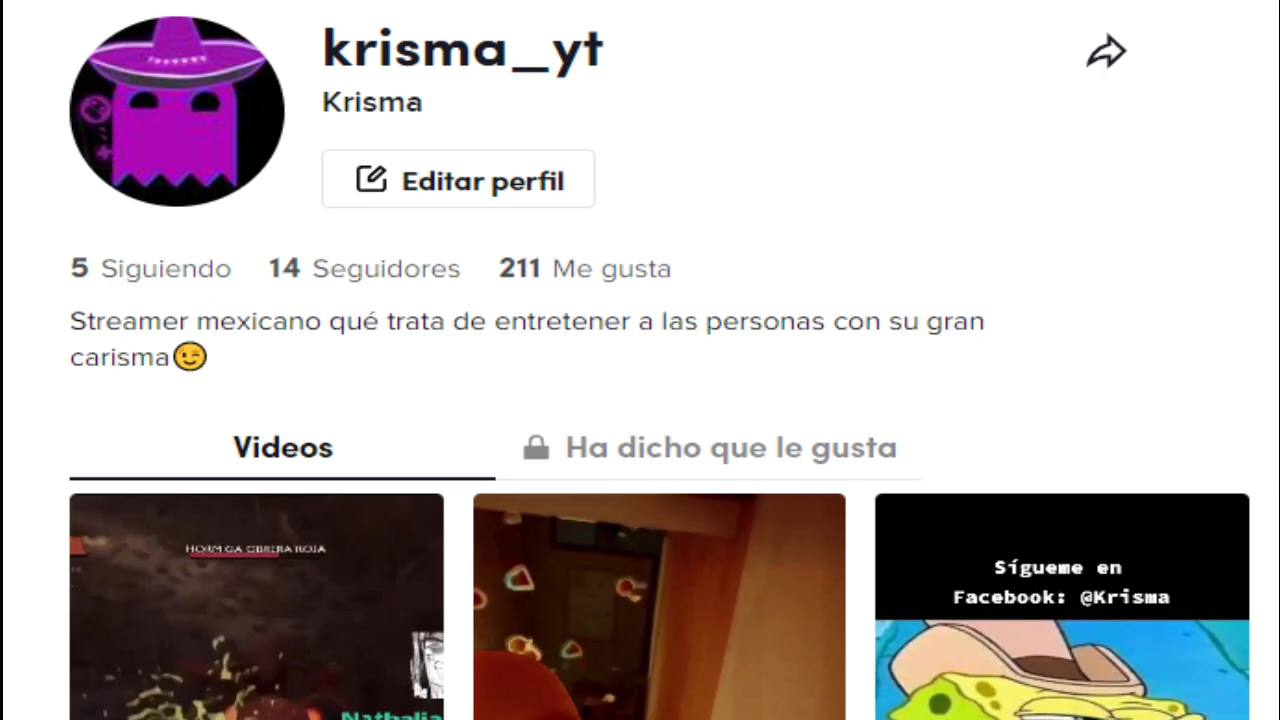 krisma_yt
Krisma
Editar perfil
5 Siguiendo 14 Seguidores 211 Me gusta
Streamer mexicano qué trata de entretener a las personas con su gran
carisma😉
Videos
Ha dicho que le gusta
HORMIGA OBRERA ROJA
Sígueme en
Facebook: @Krisma
Nathalia